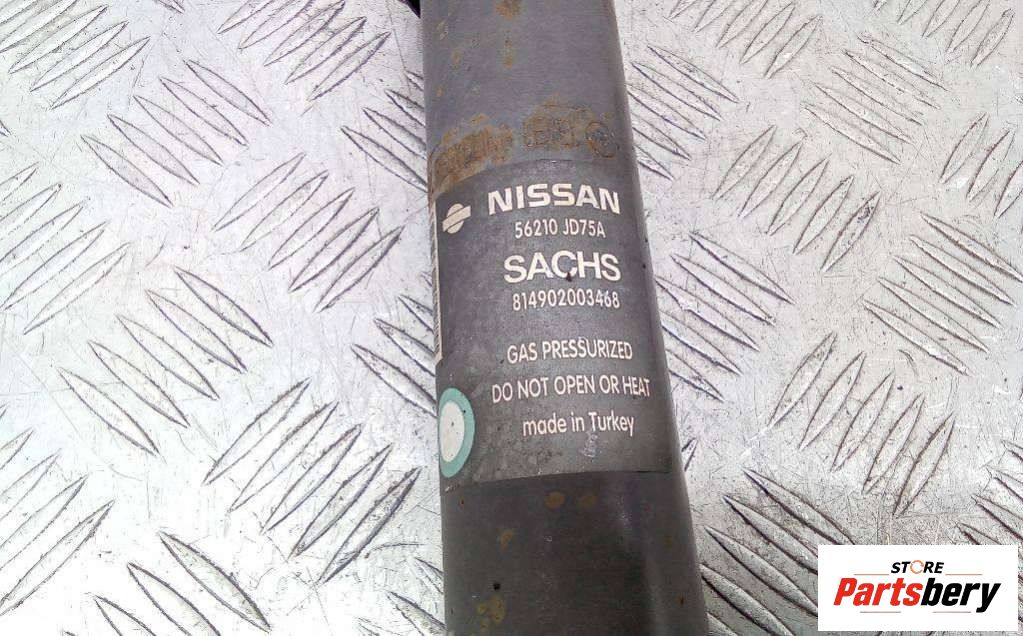 NISSAN
56210 JD75A
SACHS
814902003468
GAS PRESSURIZED
DO NOT OPEN OR HEAT
made in Turkey
STORE
Partsbery